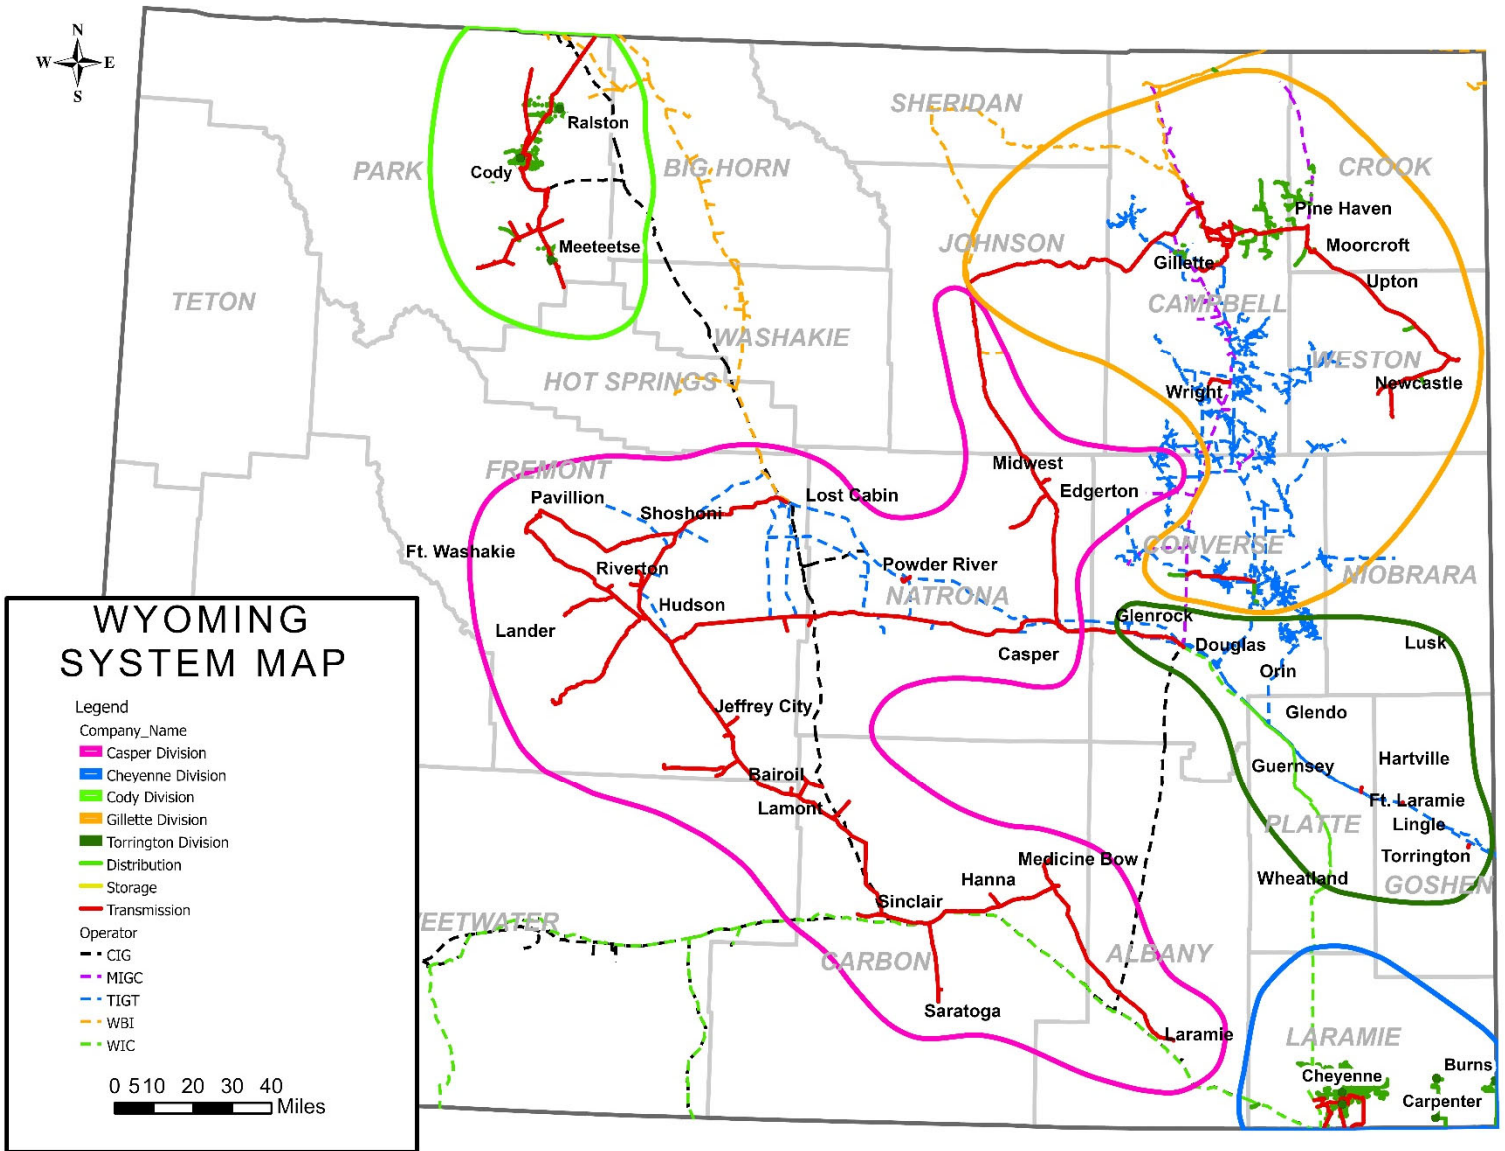 N
W E
S
SHERIDAN
Ralston
PARK
Cody
BIG HORN
CROOK
Pine Haven
Meeteetse
JOHNSON
Moorcroft
Gillette
Upton
TETON
CAMPBELL
WASHAKIE
WESTON
HOT SPRINGS
Wright
Newcastle
FREMONT
Midwest
Pavillion
Lost Cabin
Edgerton
Shoshoni
Ft. Washakie
CONVERSE
Riverton
Powder River
NIOBRARA
NATRONA
Hudson
Glenrock
Lander
Casper
Douglas
Lusk
Orin
Jeffrey City
Glendo
Bairoil
Guernsey
Hartville
Lamont
Ft. Laramie
PLATTE
Lingle
Medicine Bow
Torrington
Hanna
Wheatland
GOSHEN
Sinclair
EETWATER
CARBON
ALBANY
Saratoga
Laramie
LARAMIE
Cheyenne
Burns
Carpenter
WYOMING
SYSTEM MAP
Legend
Company_Name
Casper Division
Cheyenne Division
Cody Division
Gillette Division
Torrington Division
Distribution
Storage
Transmission
Operator
CIG
MIGC
TIGT
WBI
WIC
0 5 10 20 30 40
Miles